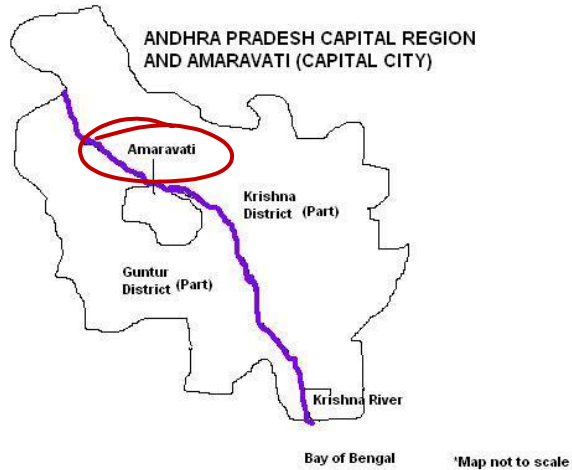 ANDHRA PRADESH CAPITAL REGION
AND AMARAVATI (CAPITAL CITY)
Amaravati
Krishna
District (Part)
Guntur
District (Part)
Krishna River
Bay of Bengal
*Map not to scale